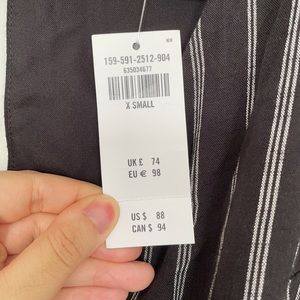 159-591-2512-904
635034677
X SMALL
UK £ 74
EU € 98
US $ 88
CAN $ 94